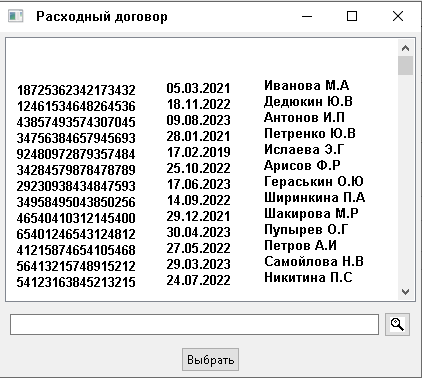 Расходный договор
18725362342173432 05.03.2021 Иванова М.А
12461534648264536 18.11.2022 Дедюкин Ю.В
43857493574307045 09.08.2023 Антонов И.П
34756384657945693 28.01.2021 Петренко Ю.В
92480972879357484 17.02.2019 Ислаева Э.Г
34284579878478789 25.10.2022 Арисов Ф.Р
29230938434847593 17.06.2023 Гераськин О.Ю
34958495043850256 14.09.2022 Ширинкина П.А
46540410312145400 29.12.2021 Шакирова М.Р
65401246543124812 30.04.2023 Пупырев О.Г
41215874654105468 27.05.2022 Петров А.И
56413215748915212 29.03.2023 Самойлова Н.В
54123163845213215 24.07.2022 Никитина П.С
Выбрать